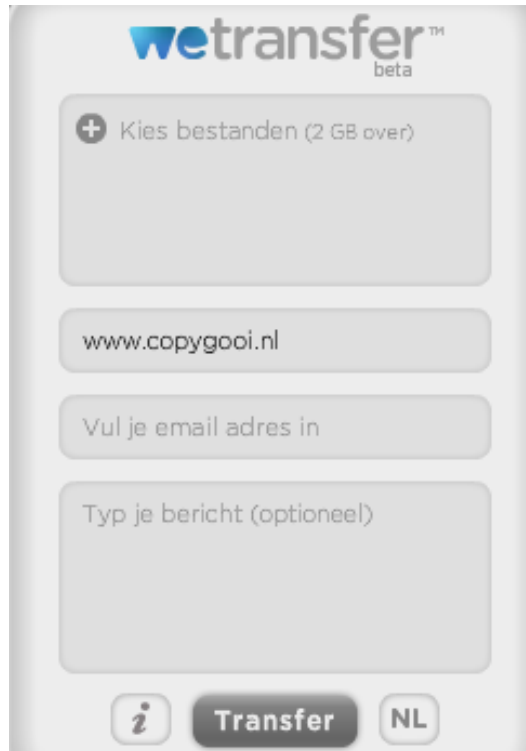 wetransfer™
beta
Kies bestanden (2 GB over)
www.copygooi.nl
Vul je email adres in
Typ je bericht (optioneel)
i Transfer NL